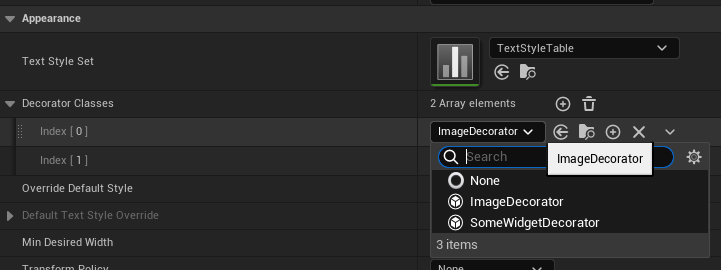 Appearance
Text Style Set
TextStyleTable
Decorator Classes
2 Array elements
Index [ 0 ]
ImageDecorator
Index [ 1 ]
Search
ImageDecorator
None
ImageDecorator
SomeWidgetDecorator
3 items
Override Default Style
Default Text Style Override
Min Desired Width
Transform Policy
None